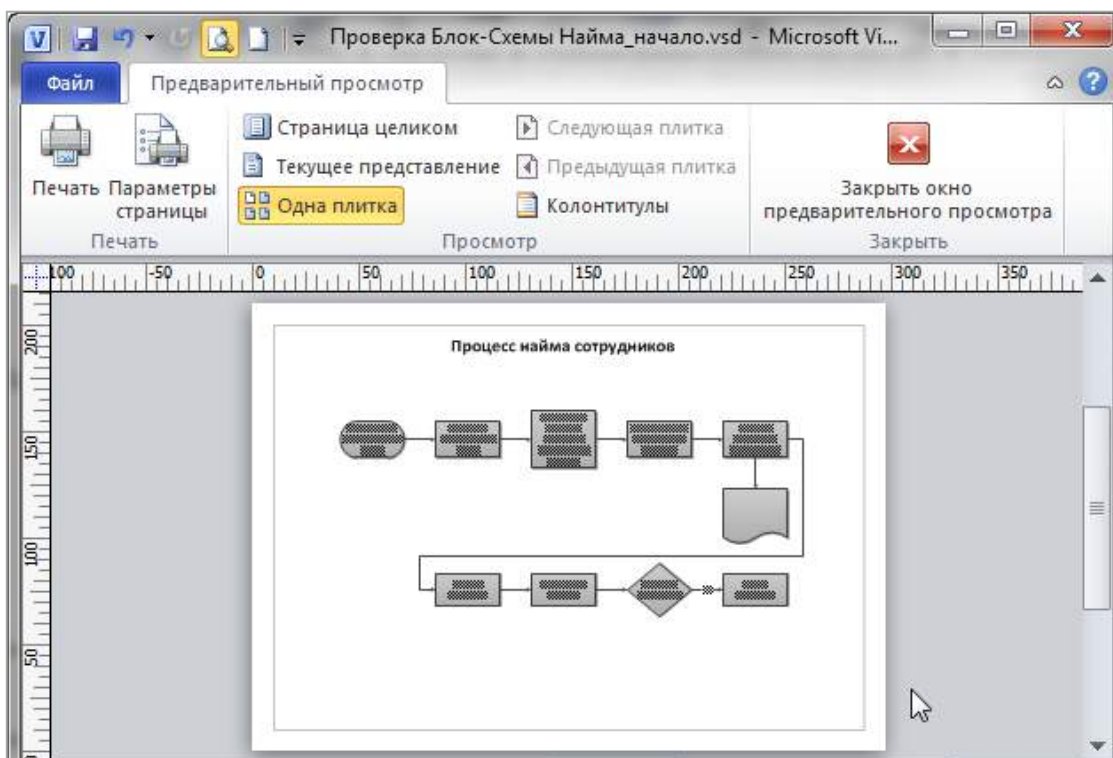 Проверка Блок-Схемы Найма_начало.vsd - Microsoft Vi...
Файл
Предварительный просмотр
Страница целиком
Следующая плитка
Текущее представление
Предыдущая плитка
Печать
Параметры страницы
Одна плитка
Колонтитулы
Закрыть окно
предварительного просмотра
Печать
Просмотр
Закрыть
100 -50 0 50 100 150 200 250 300 350
200
150
100
50
Процесс найма сотрудников